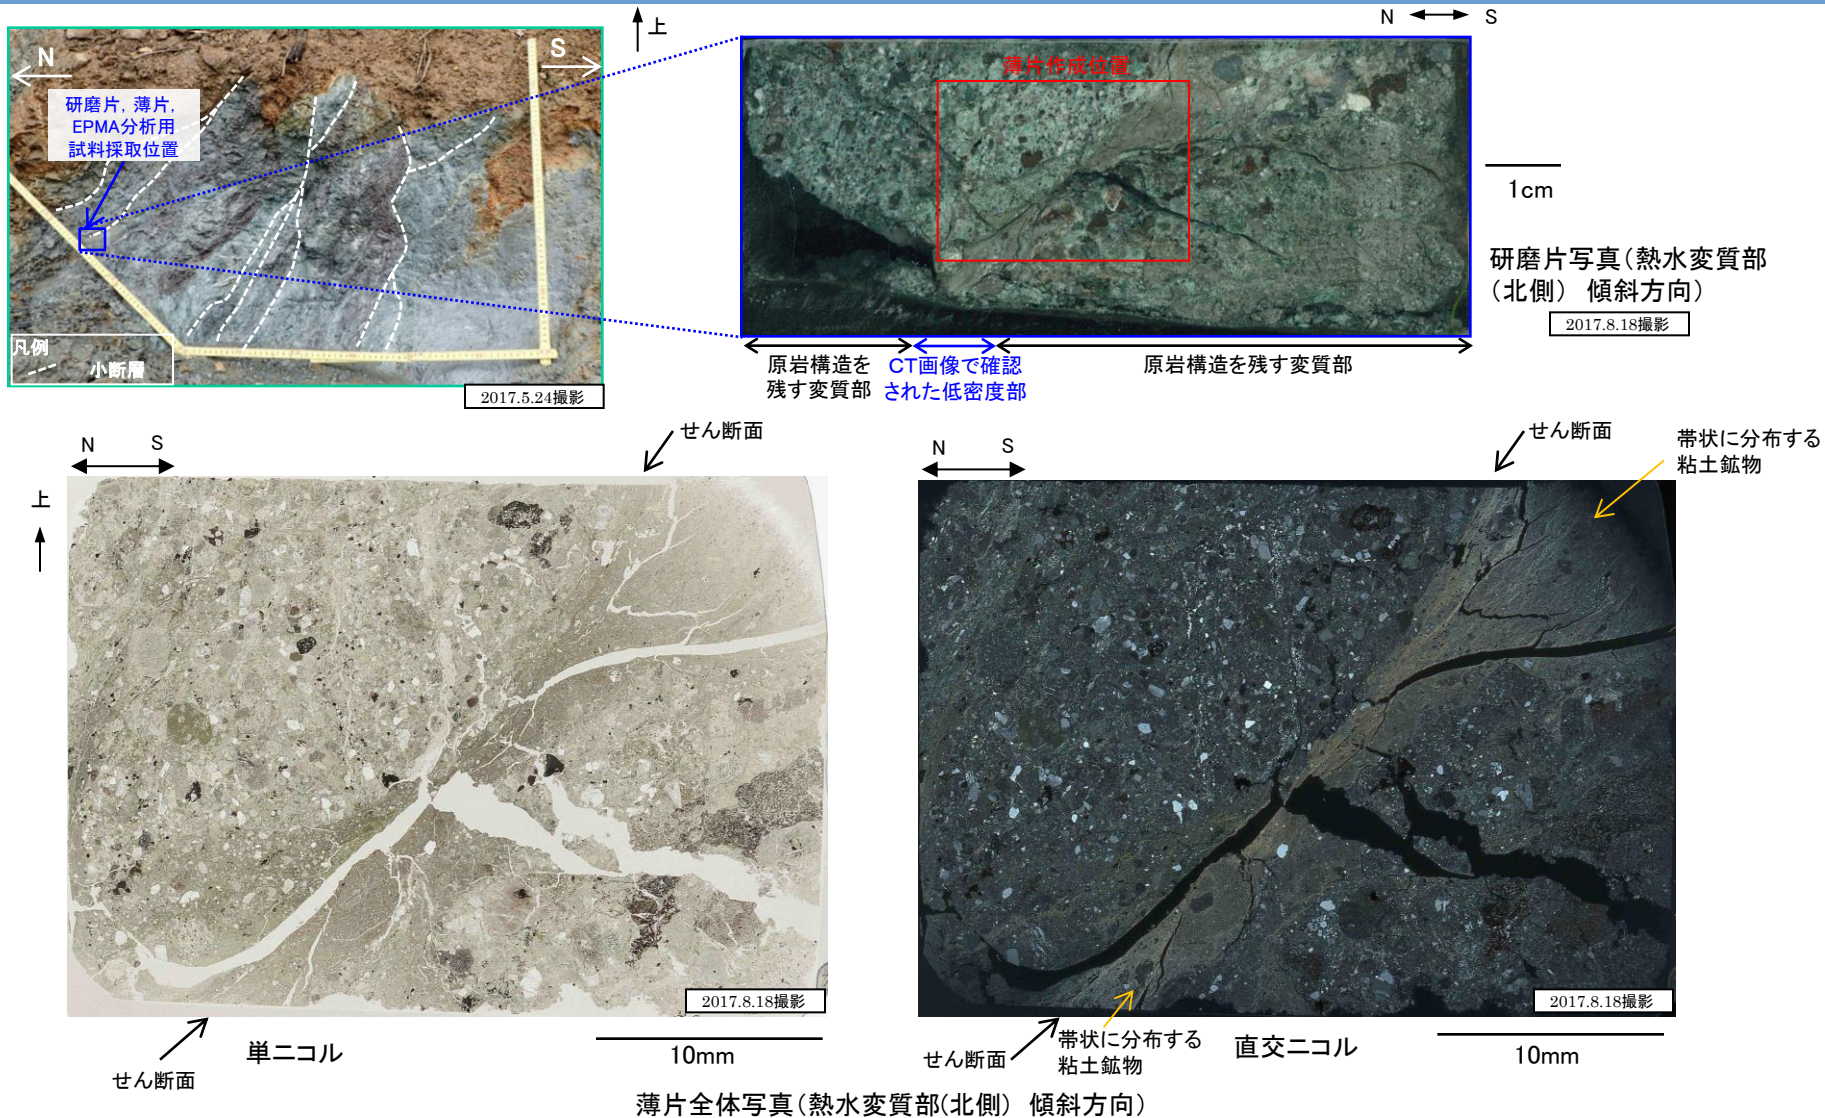 N
S
研磨片, 薄片,
EPMA分析用
試料採取位置
凡例
小断層
2017.5.24撮影
上
N
S
薄片作成位置
1cm
研磨片写真(熱水変質部
(北側) 傾斜方向)
2017.8.18撮影
原岩構造を
残す変質部
CT画像で確認
された低密度部
原岩構造を残す変質部
N
S
せん断面
上
2017.8.18撮影
せん断面
単ニコル
10mm
N
S
せん断面
帯状に分布する
粘土鉱物
2017.8.18撮影
せん断面
帯状に分布する
粘土鉱物
直交ニコル
10mm
薄片全体写真(熱水変質部(北側) 傾斜方向)